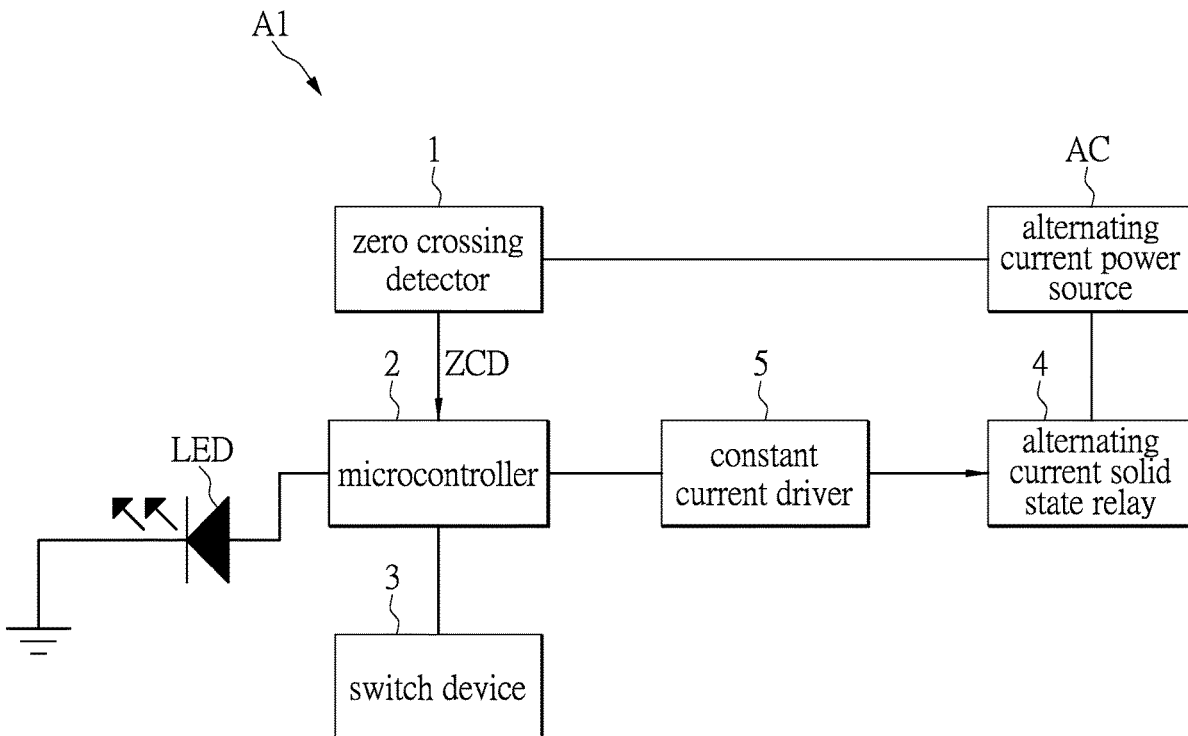 A1
1
AC
zero crossing
detector
alternating
current power
source
2
ZCD
5
4
LED
microcontroller
constant
current driver
alternating
current solid
state relay
3
switch device